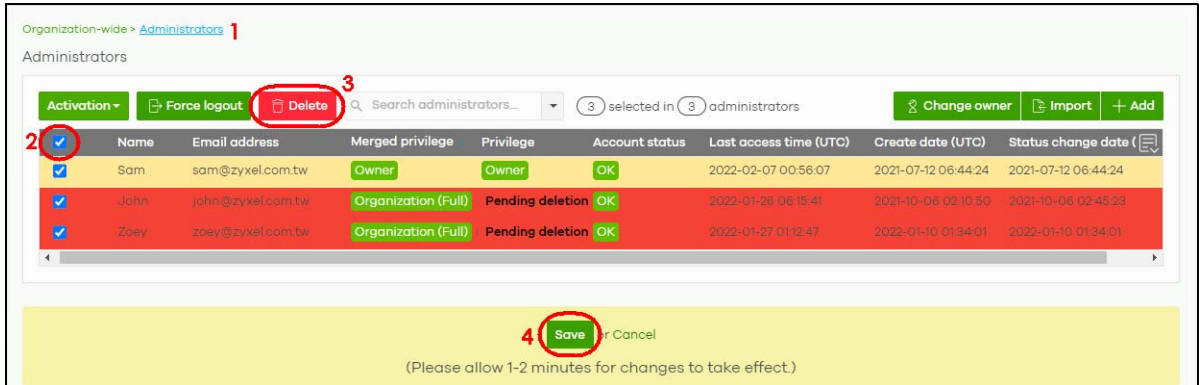 Organization-wide > Administrators 1
Administrators
3
Activation Force logout Delete Search administrators... 3 selected in 3 administrators Change owner Import + Add
2 Name Email address Merged privilege Privilege Account status Last access time (UTC) Create date (UTC) Status change date (
Sam sam@zyxel.com.tw Owner Owner OK 2022-02-07 00:56:07 2021-07-12 06:44:24 2021-07-12 06:44:24
John john@zyxel.com.tw Organization (Full) Pending deletion OK 2022-01-26 06:15:41 2021-10-06 02:10:50 2021-10-06 02:45:23
Zoey zoey@zyxel.com.tw Organization (Full) Pending deletion OK 2022-01-27 01:12:47 2022-01-10 01:34:01 2022-01-10 01:34:01
4 Save or Cancel
(Please allow 1-2 minutes for changes to take effect.)